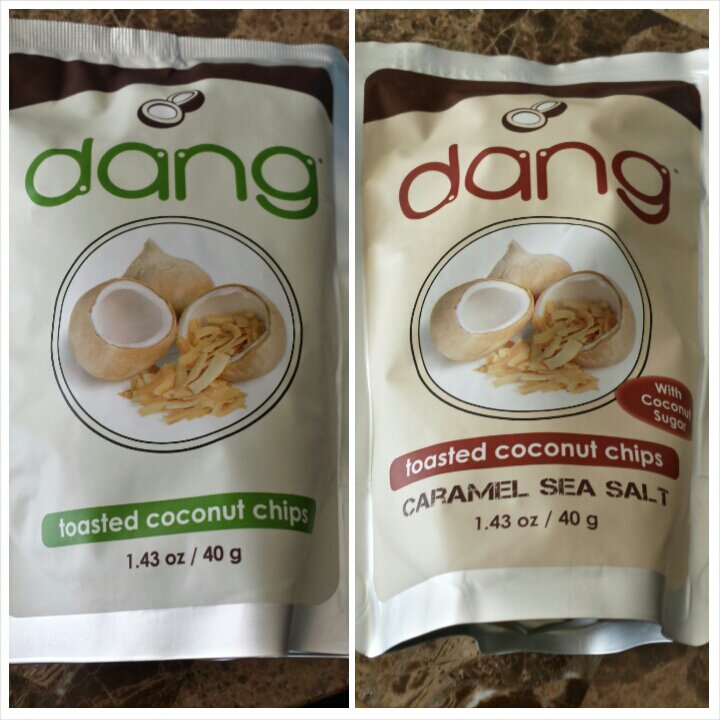 dang
toasted coconut chips
1.43 oz / 40 g
dang
With
Coconut
Sugar
toasted coconut chips
CARAMEL SEA SALT
1.43 oz / 40 g